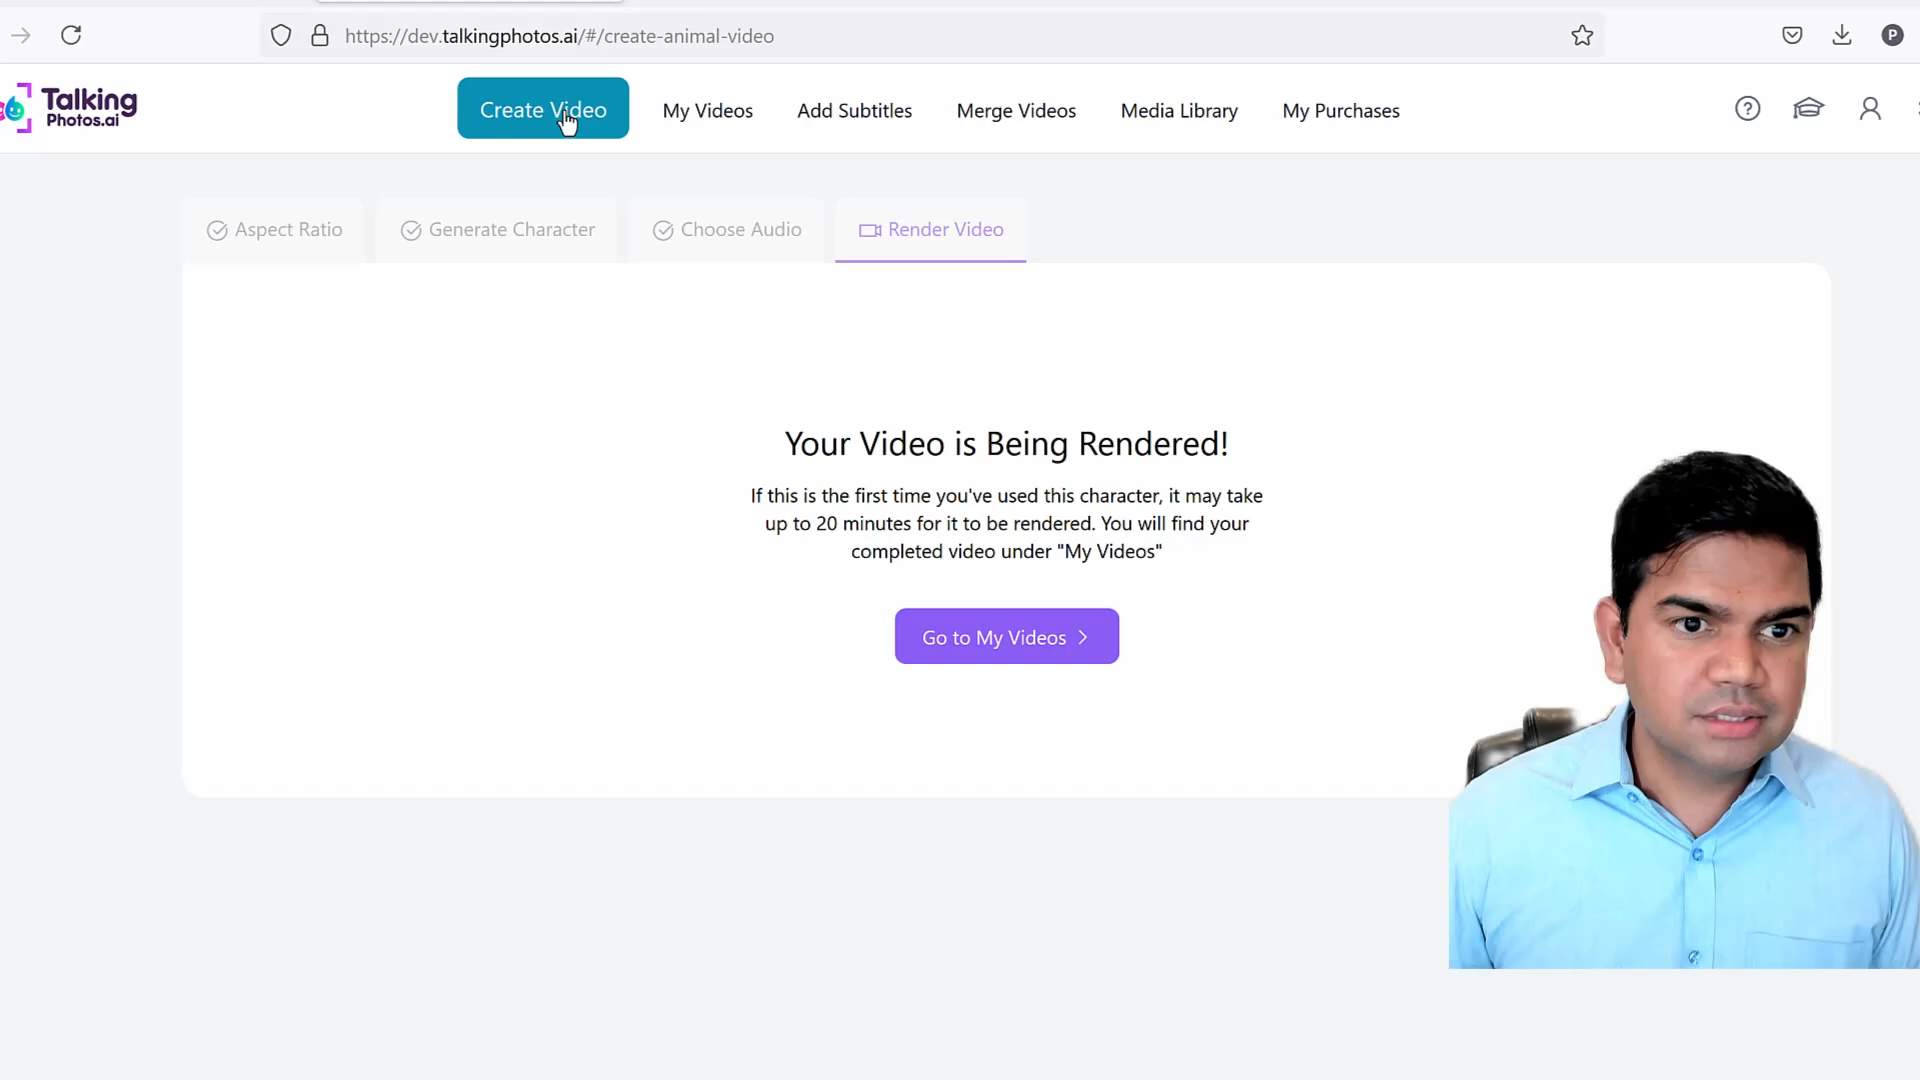 https://dev.talkingphotos.ai/#/create-animal-video
P
Talking
Photos.ai
Create Video
My Videos
Add Subtitles
Merge Videos
Media Library
My Purchases
Aspect Ratio
Generate Character
Choose Audio
Render Video
Your Video is Being Rendered!
If this is the first time you've used this character, it may take
up to 20 minutes for it to be rendered. You will find your
completed video under "My Videos"
Go to My Videos